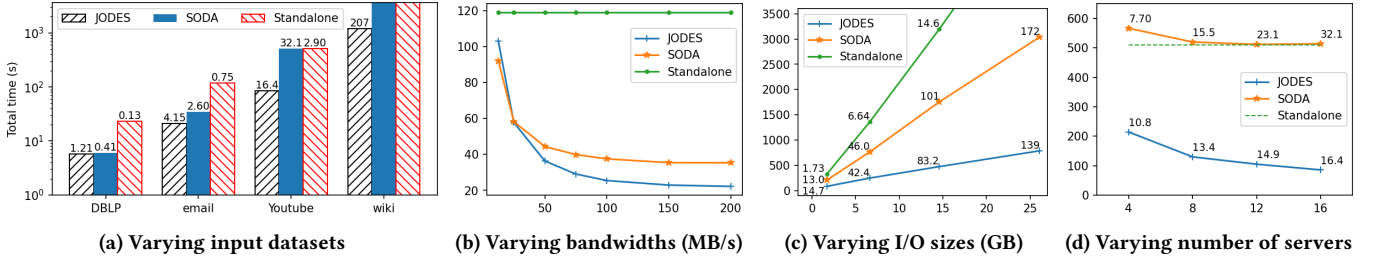 JODES SODA Standalone
Total time (s)
10³
10²
10¹
10⁰
1.21 0.41 0.13
4.15 2.60 0.75
16.4 32.1 2.90
207
DBLP email Youtube wiki
(a) Varying input datasets
120
100
80
60
40
20
JODES
SODA
Standalone
50 100 150 200
(b) Varying bandwidths (MB/s)
3500
3000
2500
2000
1500
1000
500
0
JODES
SODA
Standalone
1.73 6.64 14.6
13.0 46.0 101 172
14.7 42.4 83.2 139
0 5 10 15 20 25
(c) Varying I/O sizes (GB)
600
500
400
300
200
100
0
7.70 15.5 23.1 32.1
JODES
SODA
Standalone
10.8 13.4 14.9 16.4
4 8 12 16
(d) Varying number of servers